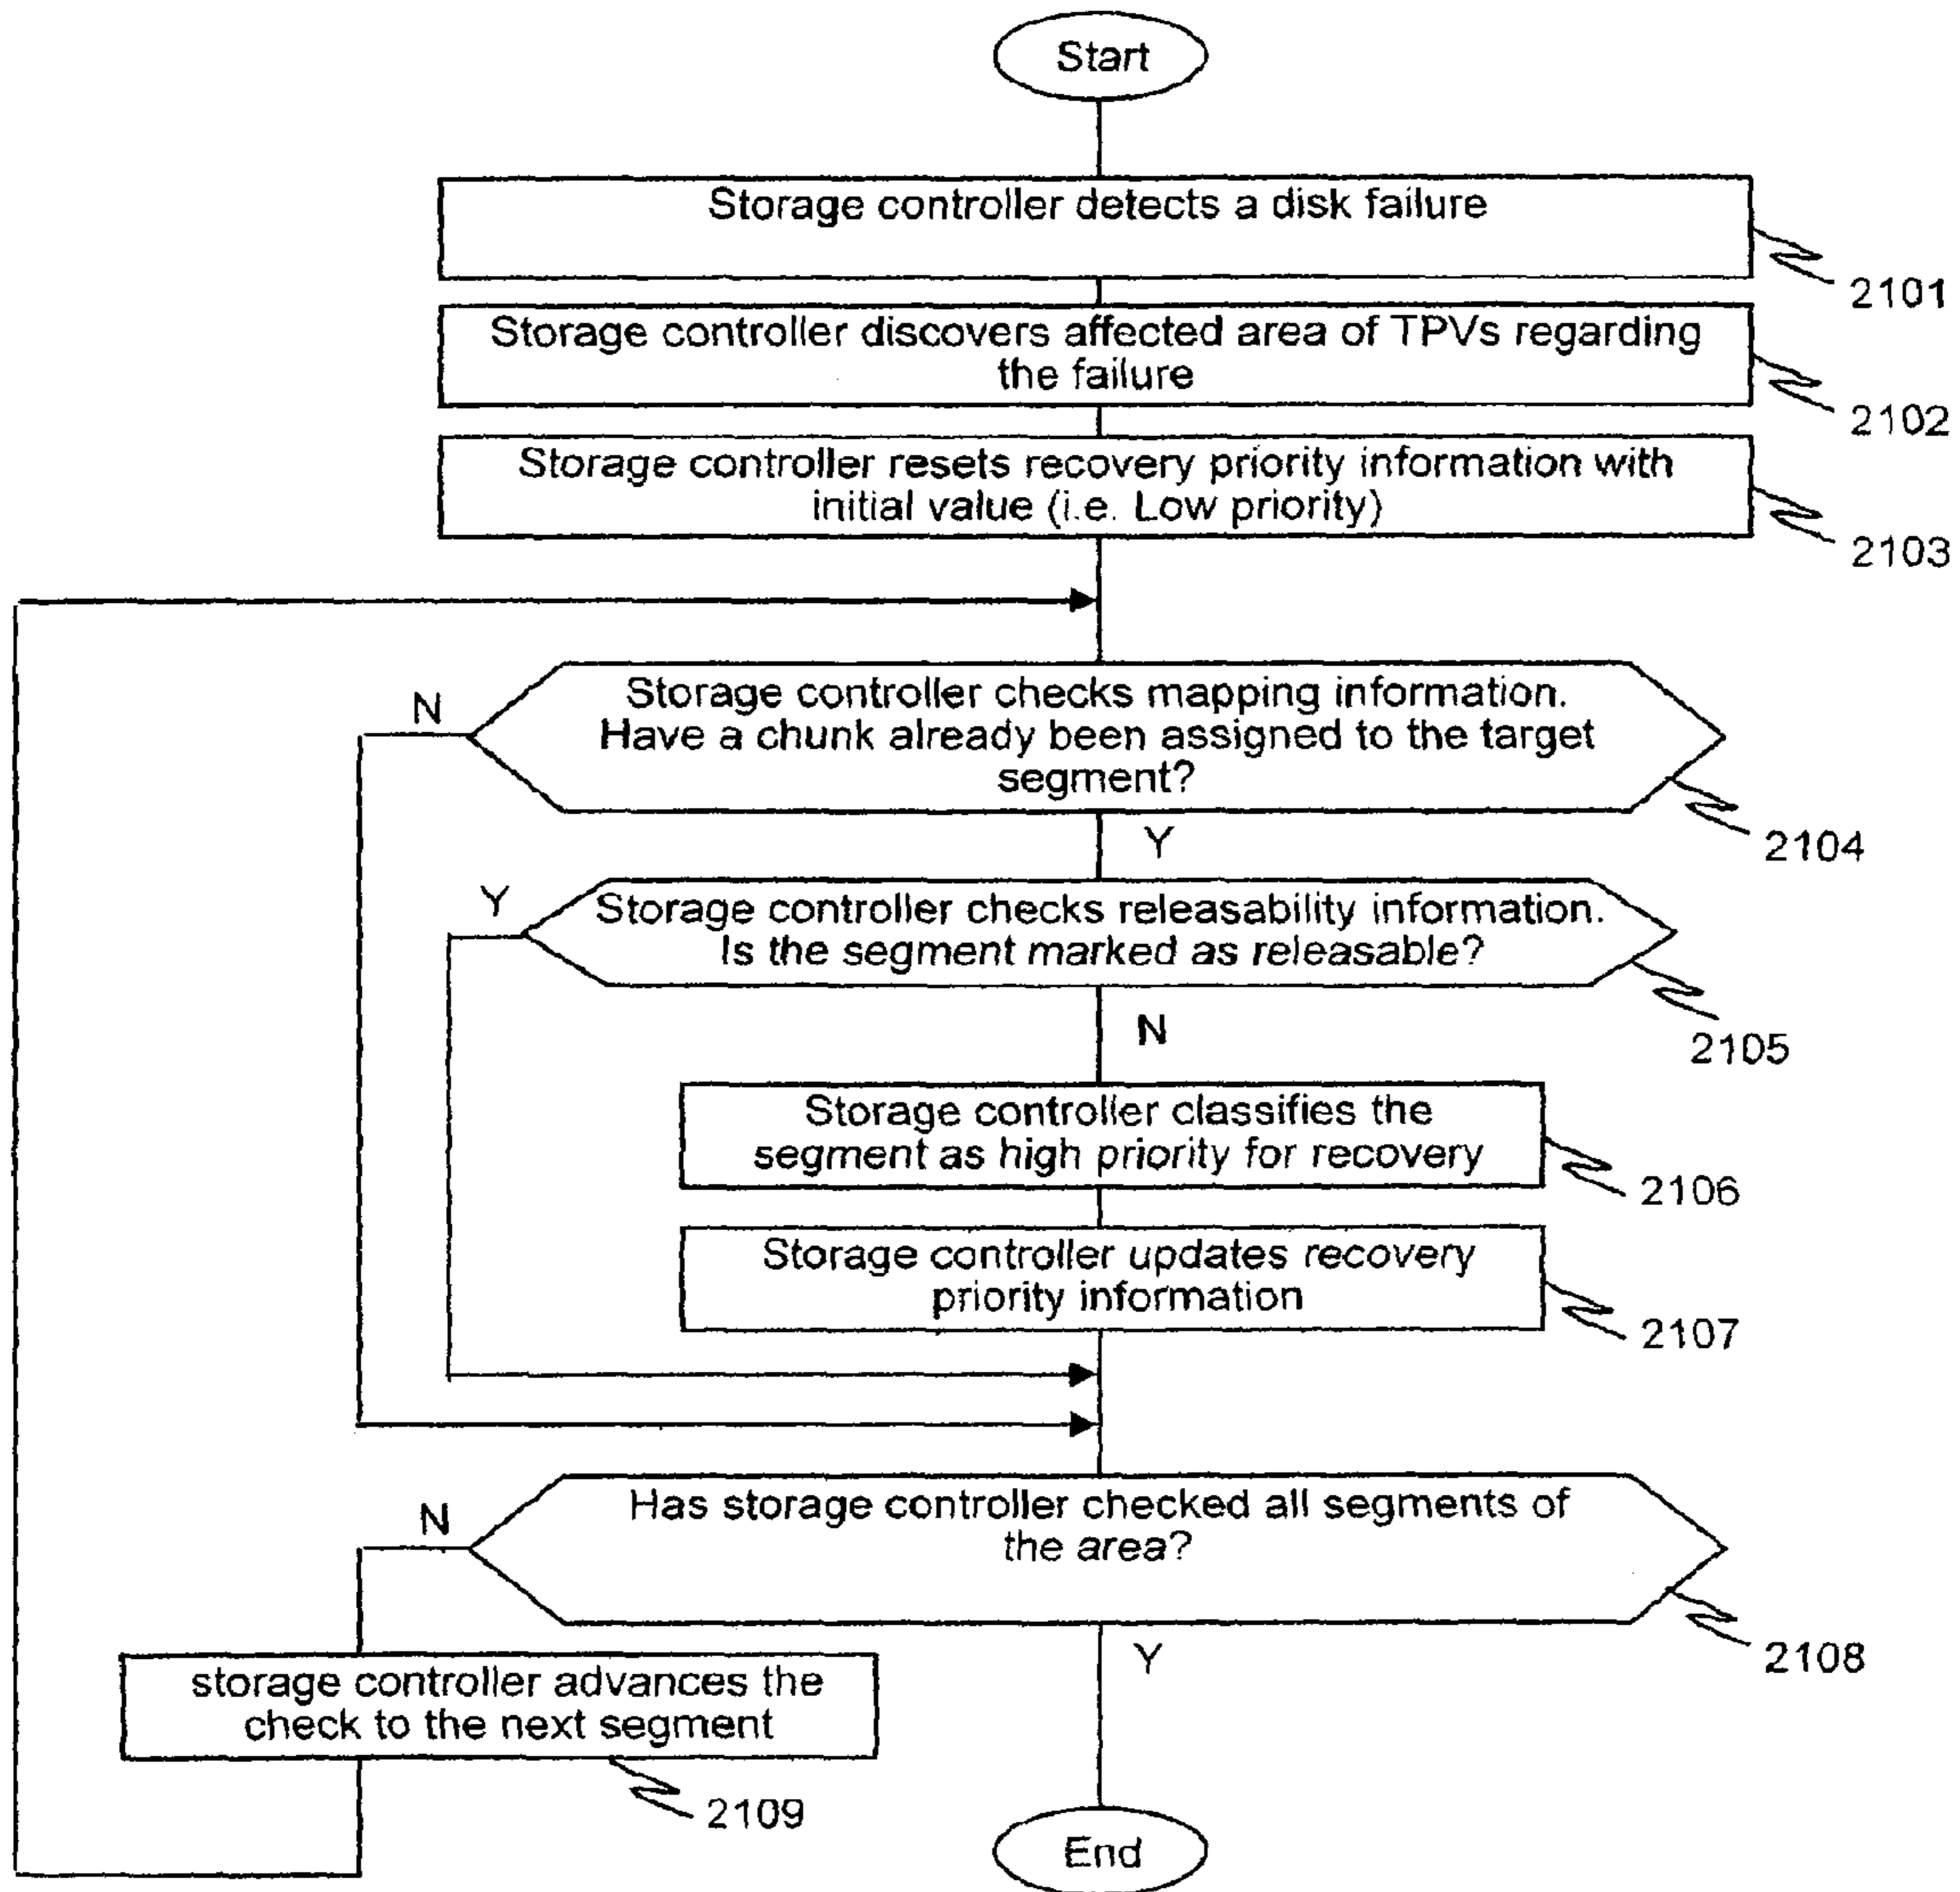 Start
Storage controller detects a disk failure
2101
Storage controller discovers affected area of TPVs regarding
the failure
2102
Storage controller resets recovery priority information with
initial value (i.e. Low priority)
2103
N
Storage controller checks mapping information.
Have a chunk already been assigned to the target
segment?
2104
Y
Y
Storage controller checks releasability information.
Is the segment marked as releasable?
2105
N
Storage controller classifies the
segment as high priority for recovery
2106
Storage controller updates recovery
priority information
2107
N
Has storage controller checked all segments of
the area?
2108
Y
storage controller advances the
check to the next segment
2109
End